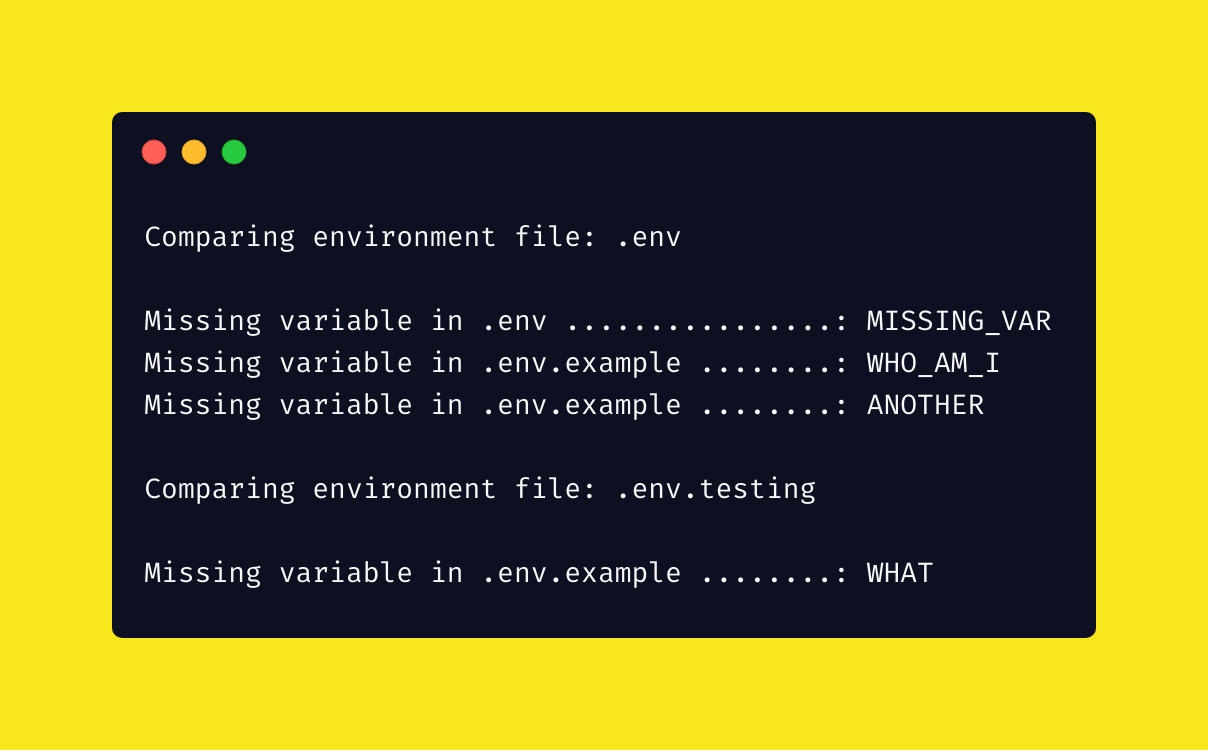 Comparing environment file: .env
Missing variable in .env ................: MISSING_VAR
Missing variable in .env.example ........: WHO_AM_I
Missing variable in .env.example ........: ANOTHER
Comparing environment file: .env.testing
Missing variable in .env.example ........: WHAT